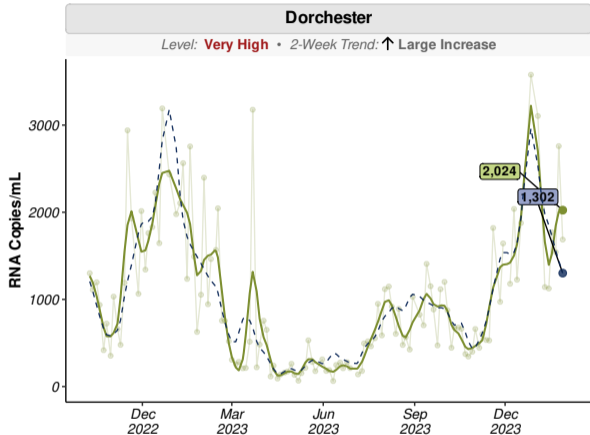 Dorchester
Level: Very High • 2-Week Trend: ↑ Large Increase
RNA Copies/mL
3000
2000
1000
0
2,024
1,302
Dec 2022
Mar 2023
Jun 2023
Sep 2023
Dec 2023